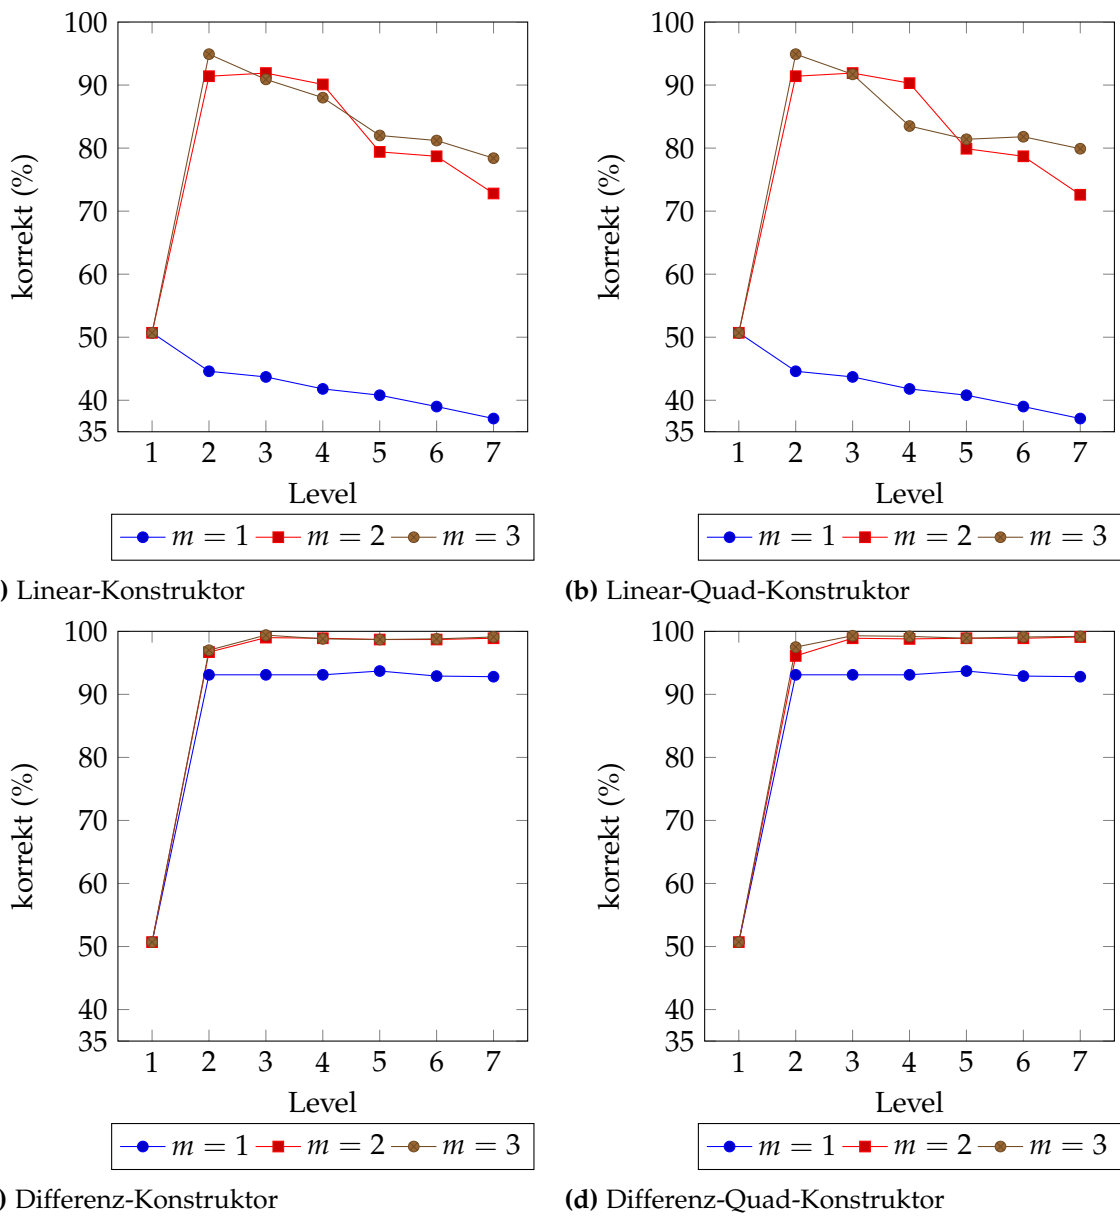 100
90
80
70
60
50
40
35
korrekt (%)
1 2 3 4 5 6 7
Level
m = 1 m = 2 m = 3
) Linear-Konstruktor
100
90
80
70
60
50
40
35
korrekt (%)
1 2 3 4 5 6 7
Level
m = 1 m = 2 m = 3
(b) Linear-Quad-Konstruktor
100
90
80
70
60
50
40
35
korrekt (%)
1 2 3 4 5 6 7
Level
m = 1 m = 2 m = 3
) Differenz-Konstruktor
100
90
80
70
60
50
40
35
korrekt (%)
1 2 3 4 5 6 7
Level
m = 1 m = 2 m = 3
(d) Differenz-Quad-Konstruktor